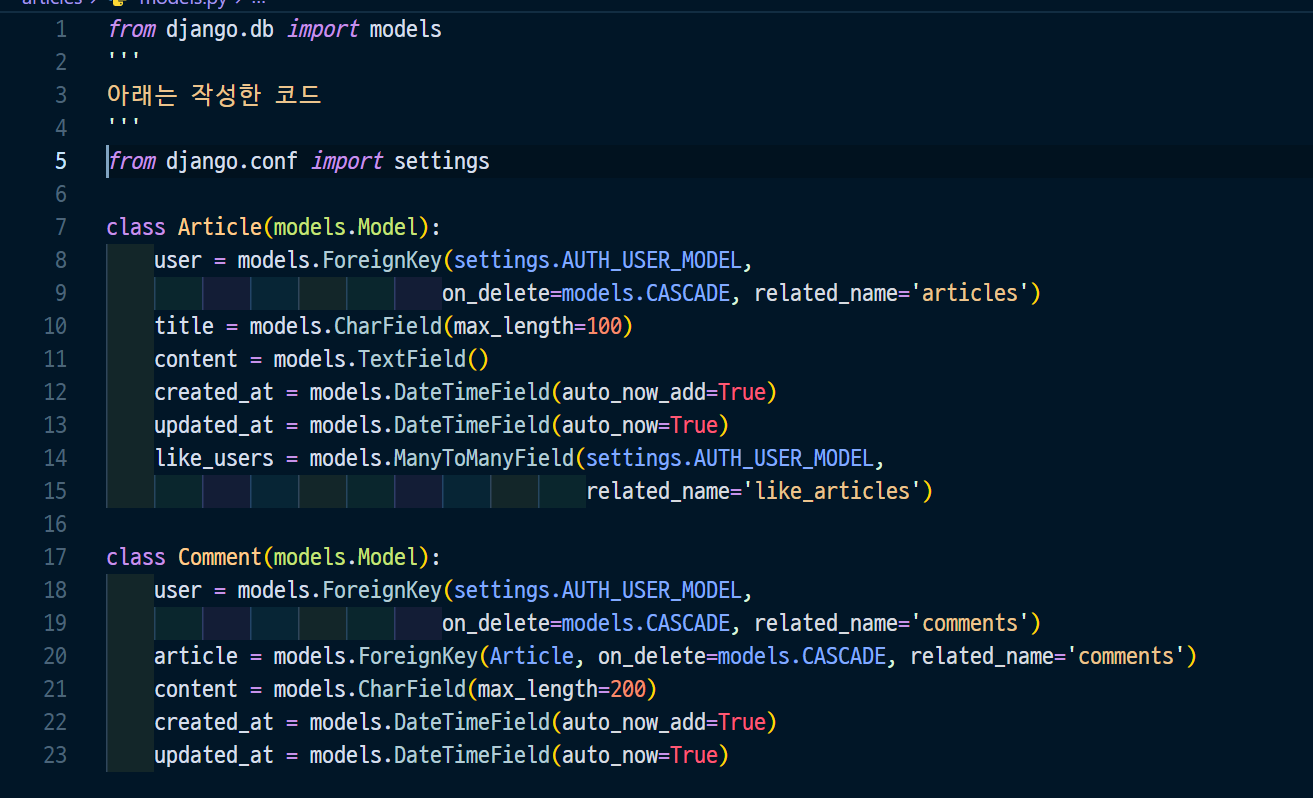 articles > models.py > ...
1 from django.db import models
2 '''
3 아래는 작성한 코드
4 '''
5 from django.conf import settings
6
7 class Article(models.Model):
8     user = models.ForeignKey(settings.AUTH_USER_MODEL,
9                             on_delete=models.CASCADE, related_name='articles')
10     title = models.CharField(max_length=100)
11     content = models.TextField()
12     created_at = models.DateTimeField(auto_now_add=True)
13     updated_at = models.DateTimeField(auto_now=True)
14     like_users = models.ManyToManyField(settings.AUTH_USER_MODEL,
15                                         related_name='like_articles')
16
17 class Comment(models.Model):
18     user = models.ForeignKey(settings.AUTH_USER_MODEL,
19                             on_delete=models.CASCADE, related_name='comments')
20     article = models.ForeignKey(Article, on_delete=models.CASCADE, related_name='comments')
21     content = models.CharField(max_length=200)
22     created_at = models.DateTimeField(auto_now_add=True)
23     updated_at = models.DateTimeField(auto_now=True)